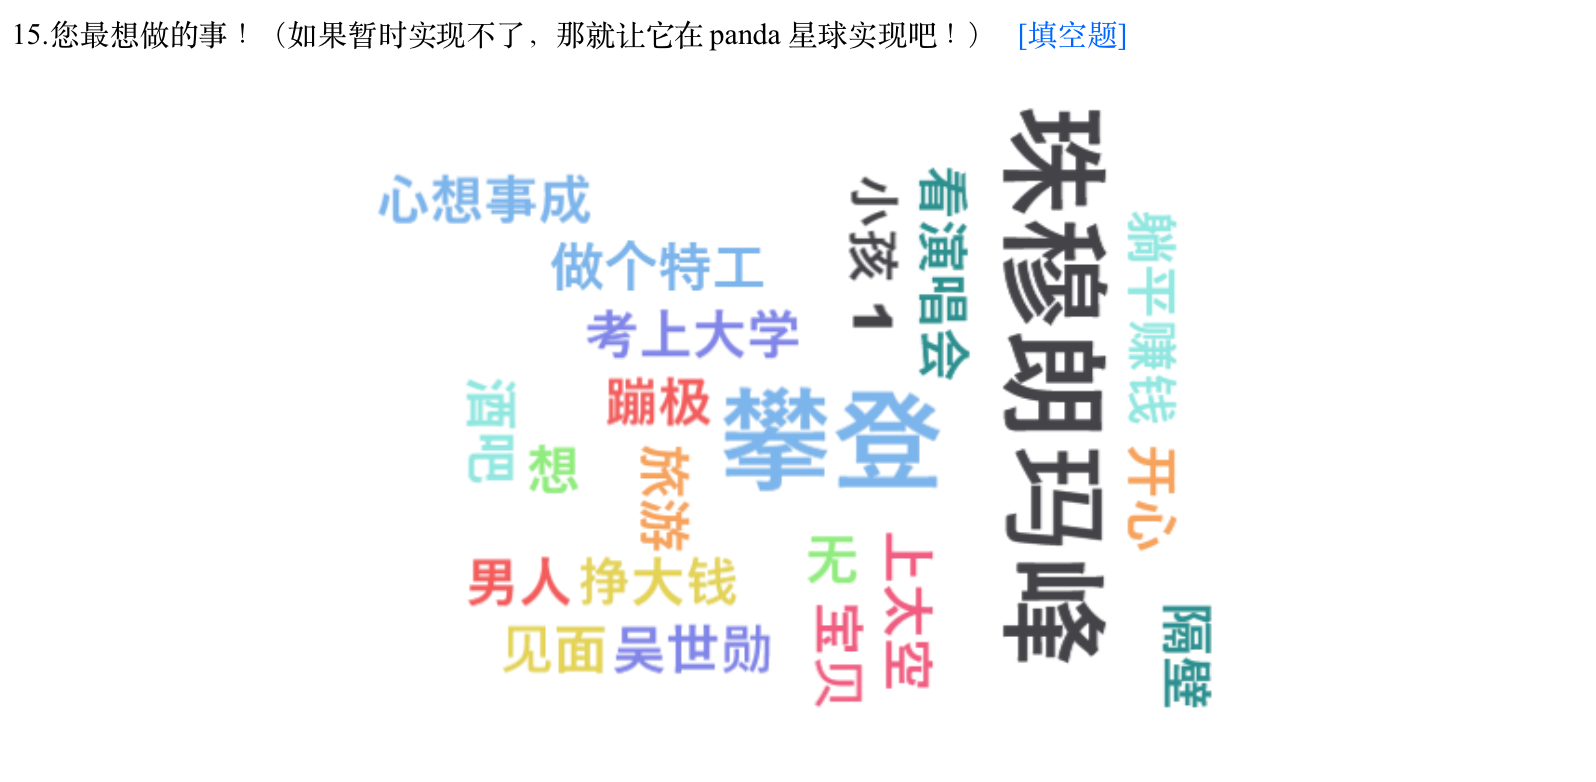 15.您最想做的事！（如果暂时实现不了，那就让它在 panda 星球实现吧！） [填空题]
心想事成
做个特工
考上大学
蹦极
攀登
酒吧
想
旅游
男人
挣大钱
见面
吴世勋
小孩
1
看演唱会
珠穆朗玛峰
躺平赚钱
开心
无
宝贝
上太空
隔壁